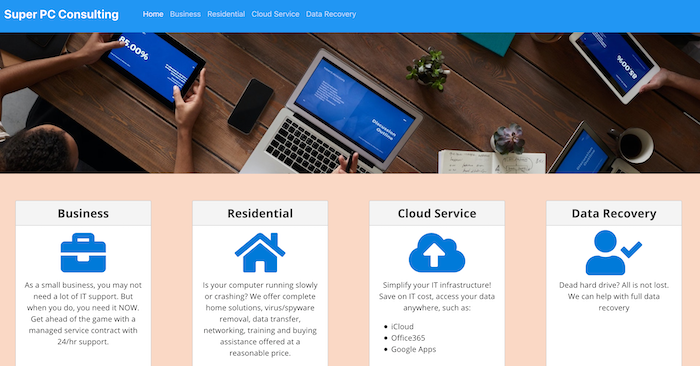 Super PC Consulting
Home Business Residential Cloud Service Data Recovery
85.00%
Discussion
Outline
85.00%
Business
As a small business, you may not
need a lot of IT support. But
when you do, you need it NOW.
Get ahead of the game with a
managed service contract with
24/hr support.
Residential
Is your computer running slowly
or crashing? We offer complete
home solutions, virus/spyware
removal, data transfer,
networking, training and buying
assistance offered at a
reasonable price.
Cloud Service
Simplify your IT infrastructure!
Save on IT cost, access your data
anywhere, such as:
iCloud
Office365
Google Apps
Data Recovery
Dead hard drive? All is not lost.
We can help with full data
recovery